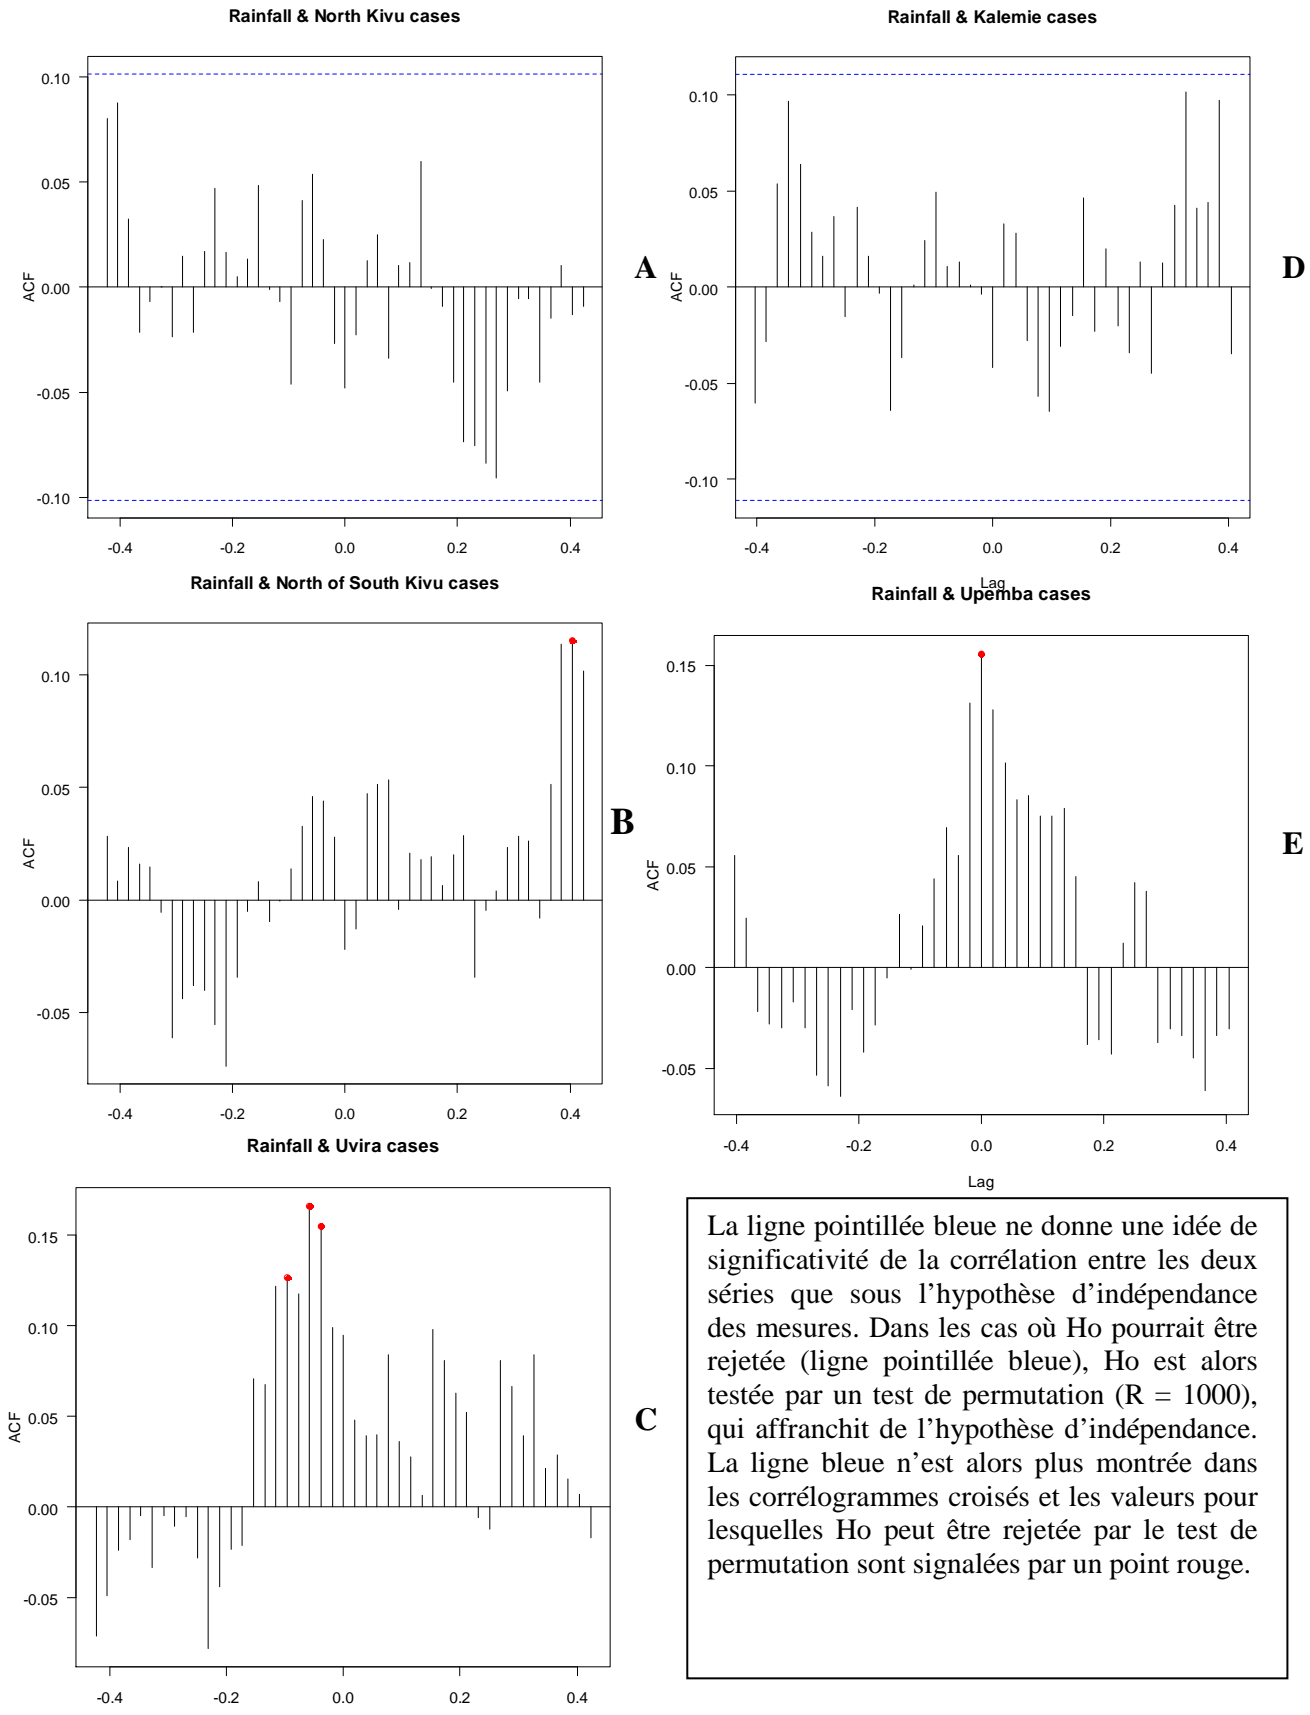 Rainfall & North Kivu cases
ACF
0.10
0.05
0.00
-0.05
-0.10
-0.4 -0.2 0.0 0.2 0.4
A
Rainfall & Kalemie cases
ACF
0.10
0.05
0.00
-0.05
-0.10
-0.4 -0.2 0.0 0.2 0.4
Lag
D
Rainfall & North of South Kivu cases
ACF
0.10
0.05
0.00
-0.05
-0.4 -0.2 0.0 0.2 0.4
B
Rainfall & Upemba cases
ACF
0.15
0.10
0.05
0.00
-0.05
-0.4 -0.2 0.0 0.2 0.4
Lag
E
Rainfall & Uvira cases
ACF
0.15
0.10
0.05
0.00
-0.05
-0.4 -0.2 0.0 0.2 0.4
C
La ligne pointillée bleue ne donne une idée de
significativité de la corrélation entre les deux
séries que sous l’hypothèse d’indépendance
des mesures. Dans les cas où Ho pourrait être
rejetée (ligne pointillée bleue), Ho est alors
testée par un test de permutation (R = 1000),
qui affranchit de l’hypothèse d’indépendance.
La ligne bleue n’est alors plus montrée dans
les corrélogrammes croisés et les valeurs pour
lesquelles Ho peut être rejetée par le test de
permutation sont signalées par un point rouge.